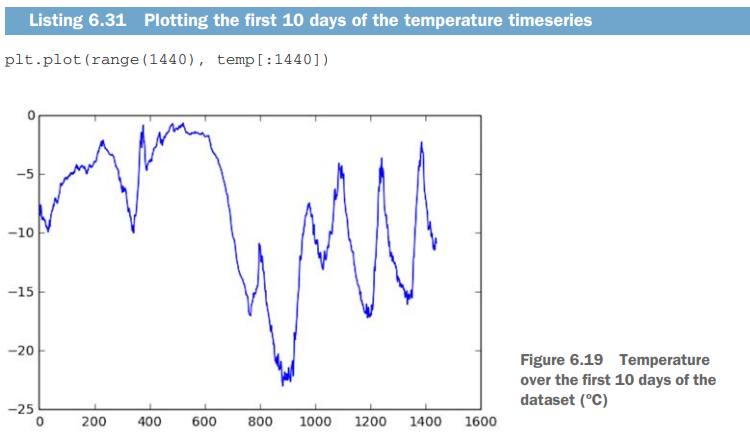 Listing 6.31 Plotting the first 10 days of the temperature timeseries
plt.plot(range(1440), temp[:1440])
0
−5
−10
−15
−20
−25
0 200 400 600 800 1000 1200 1400 1600
Figure 6.19 Temperature
over the first 10 days of the
dataset (°C)